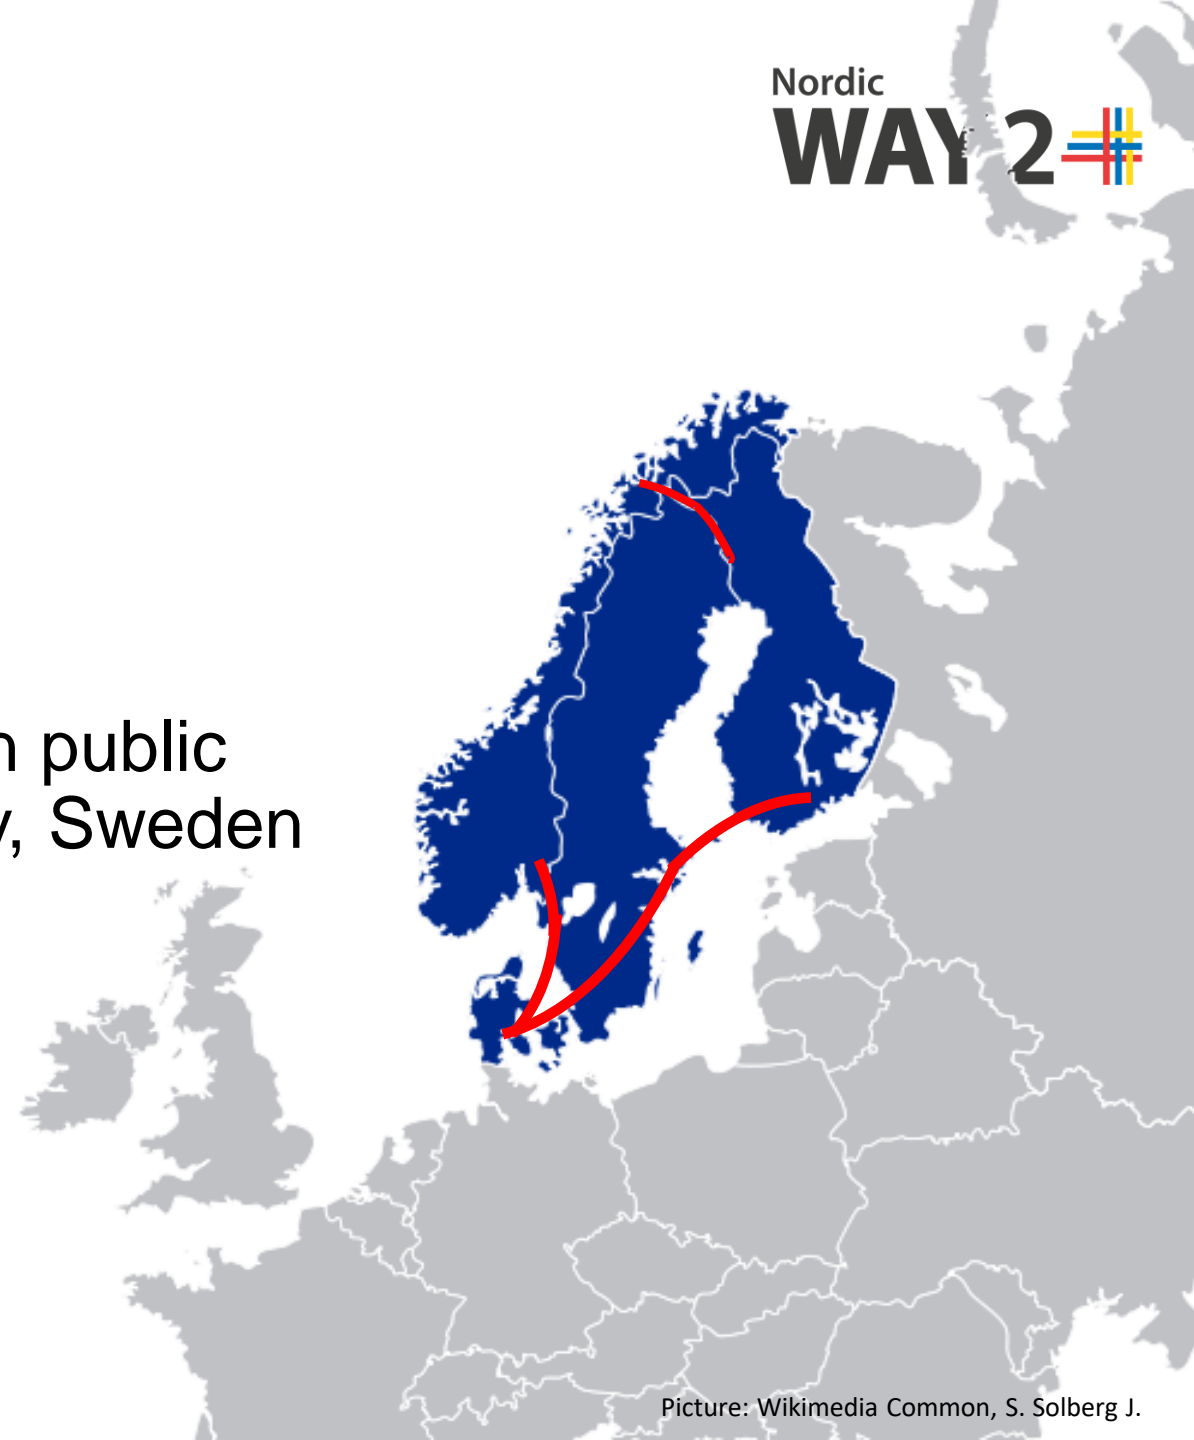 Nordic
WAY 2
n public
y, Sweden
Picture: Wikimedia Common, S. Solberg J.